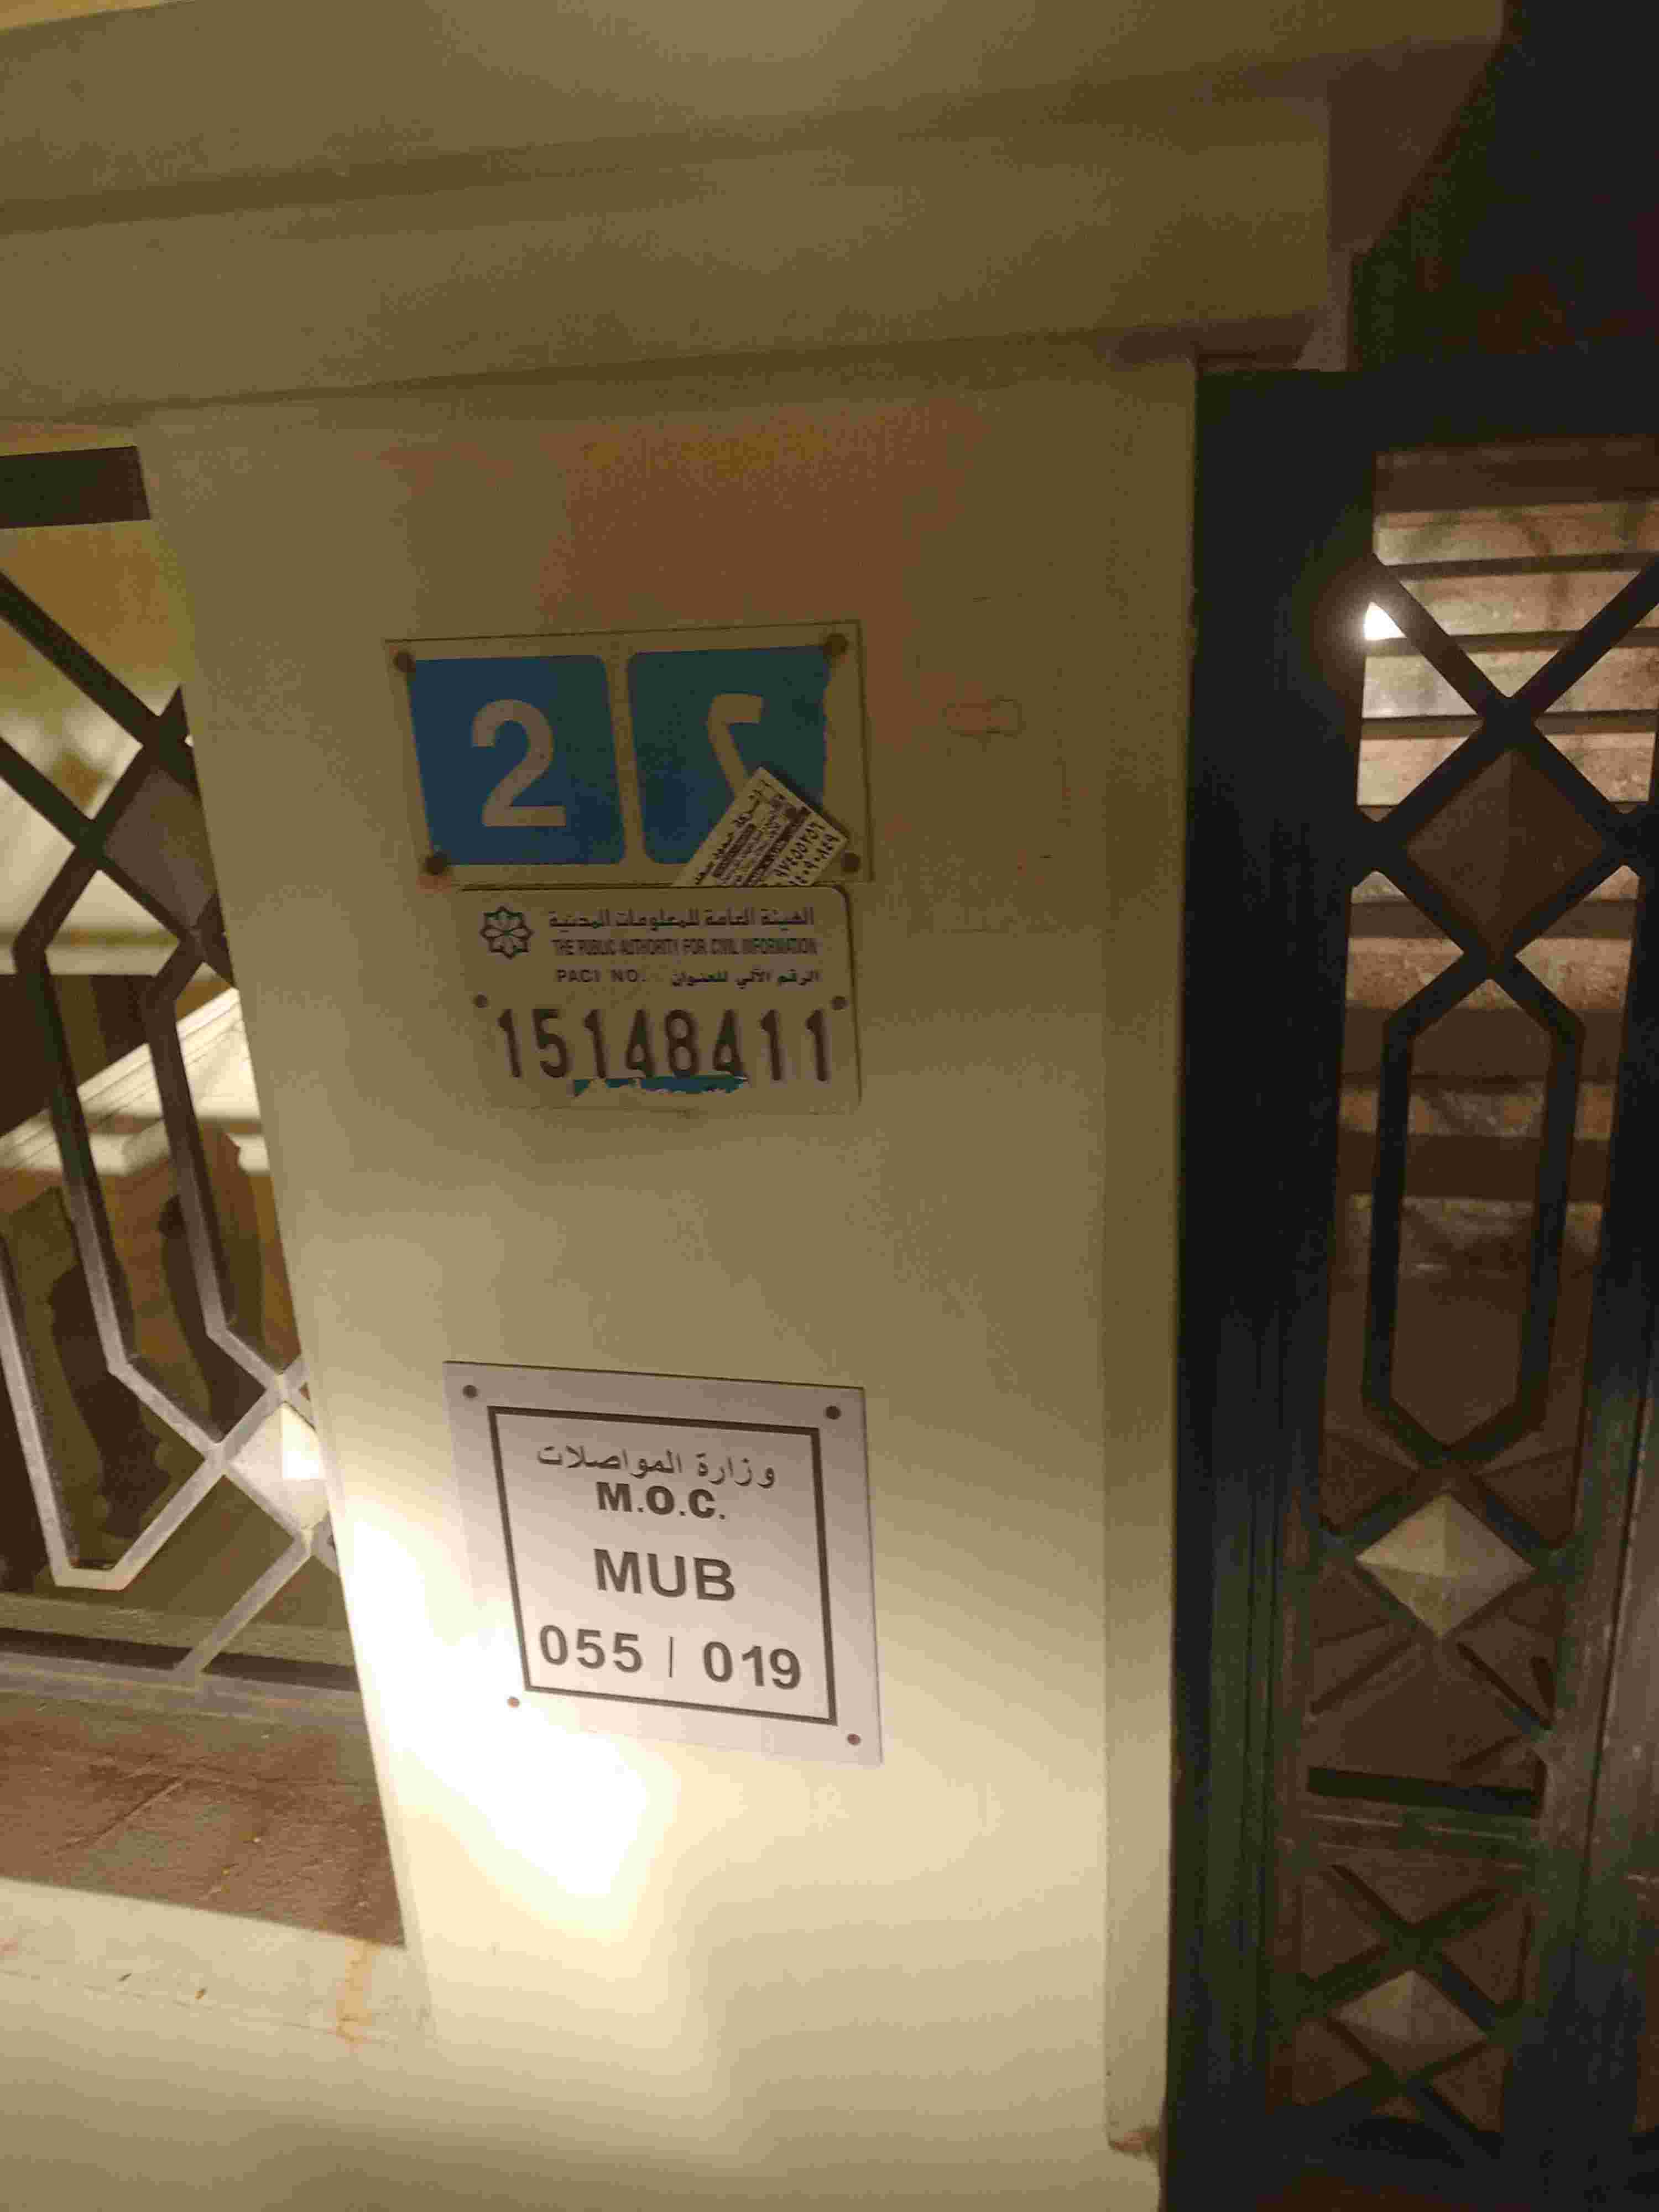 2 ٢
الهيئة العامة للمعلومات المدنية
THE PUBLIC AUTHORITY FOR CIVIL INFORMATION
PACI NO. الرقم الآلي للعنوان
15148411
وزارة المواصلات
M.O.C.
MUB
055 | 019